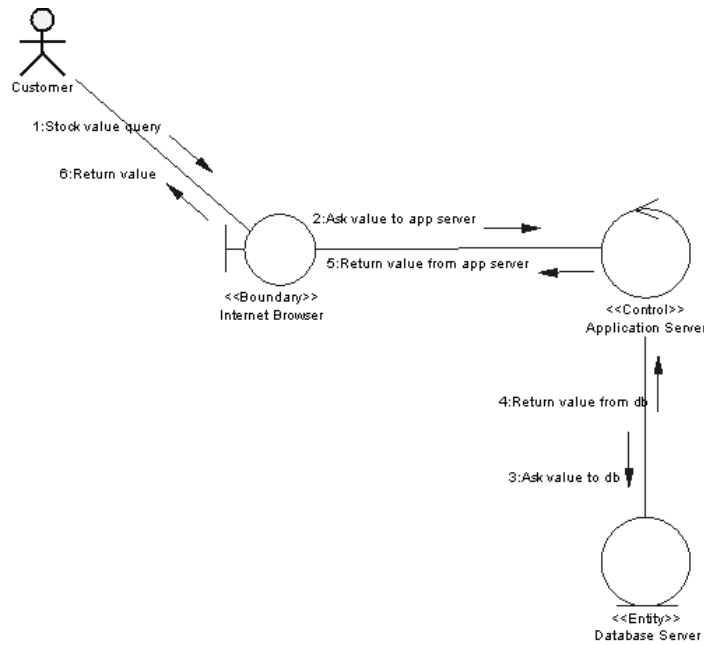 Customer
1:Stock value query
6:Return value
2:Ask value to app server
5:Return value from app server
<<Boundary>>
Internet Browser
<<Control>>
Application Server
4:Return value from db
3:Ask value to db
<<Entity>>
Database Server